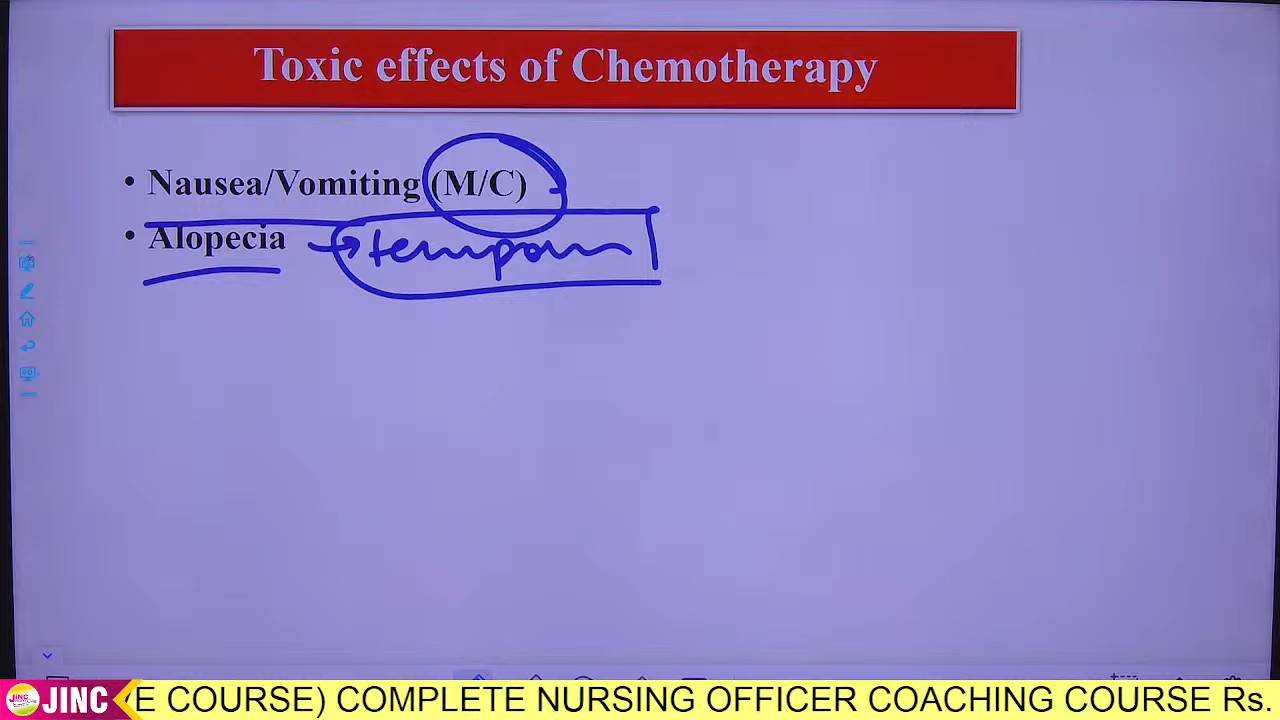 Toxic effects of Chemotherapy
• Nausea/Vomiting (M/C)
• Alopecia → 
JINC
E COURSE) COMPLETE NURSING OFFICER COACHING COURSE Rs.